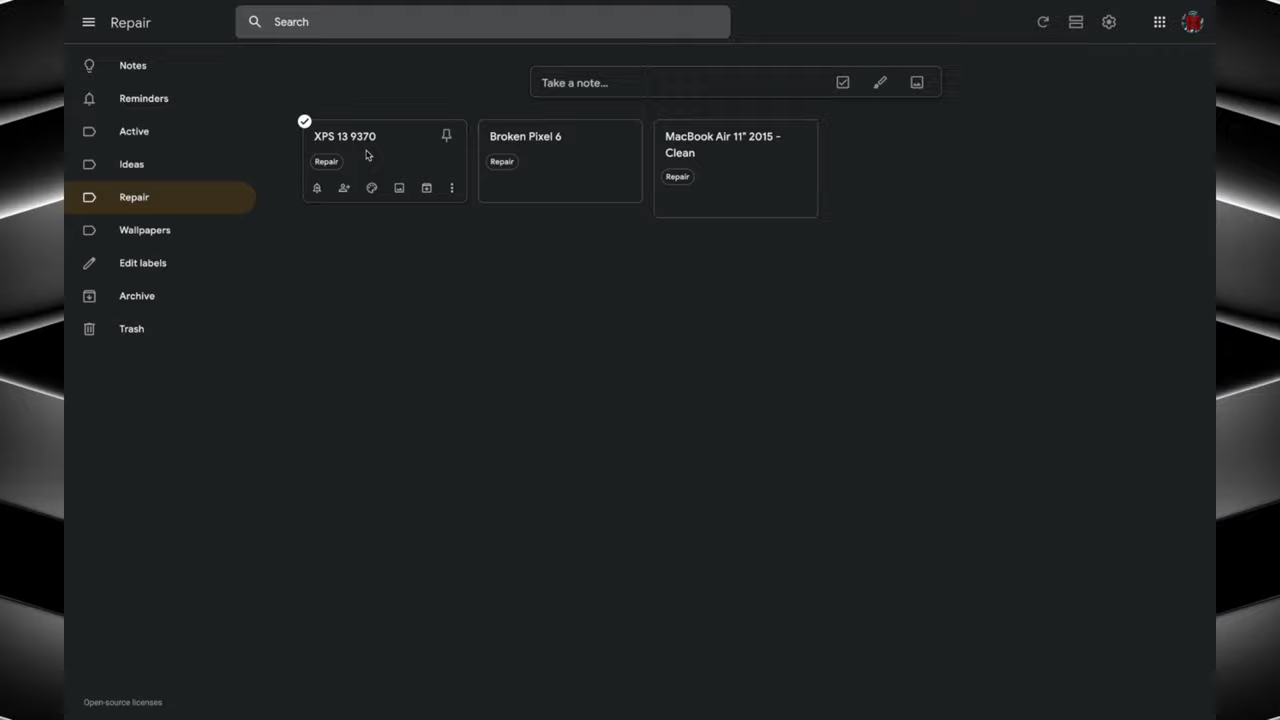 Repair
Search
Notes
Reminders
Active
Ideas
Repair
Wallpapers
Edit labels
Archive
Trash
Take a note...
XPS 13 9370
Repair
Broken Pixel 6
Repair
MacBook Air 11" 2015 -
Clean
Repair
Open-source licenses